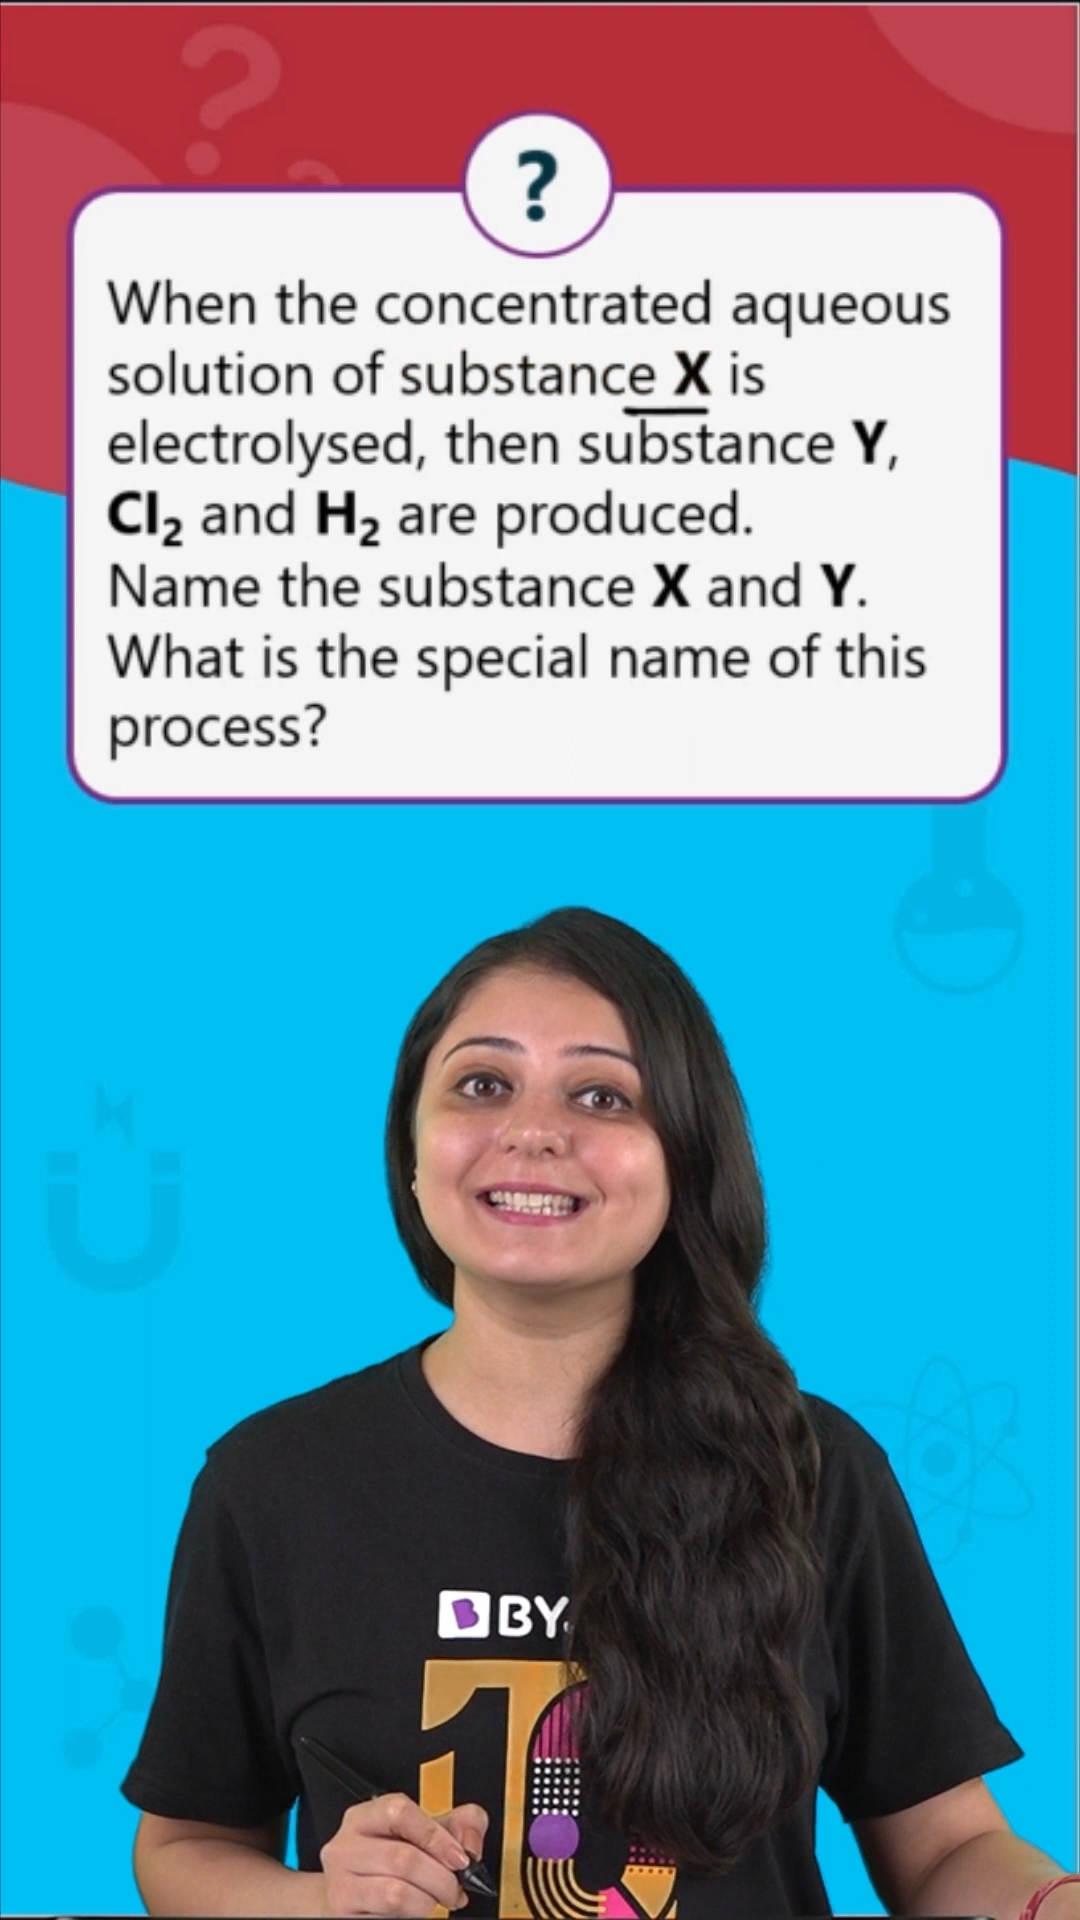 ?
When the concentrated aqueous
solution of substance X is
electrolysed, then substance Y,
Cl₂ and H₂ are produced.
Name the substance X and Y.
What is the special name of this
process?
B BY
10